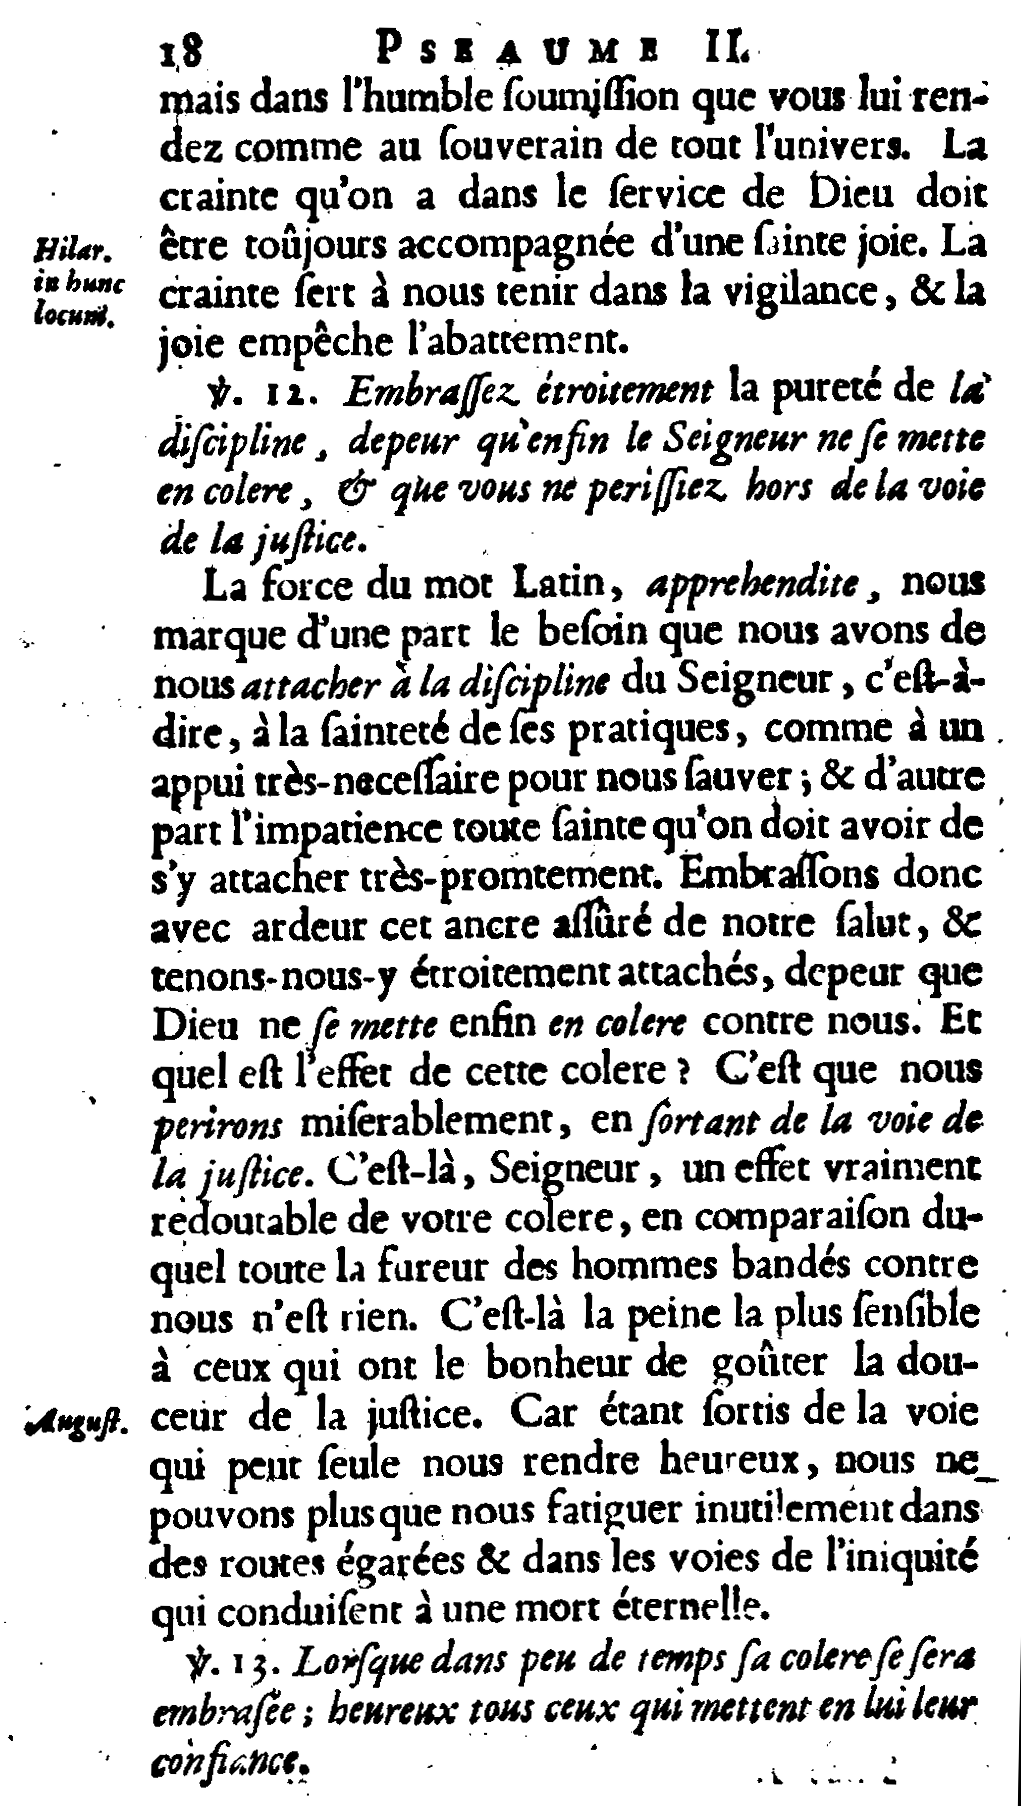 18 PSEAUME II.
mais dans l'humble ſoumiſſion que vous lui ren-
dez comme au ſouverain de tout l'univers. La
crainte qu'on a dans le ſervice de Dieu doit
Hilar. être toûjours accompagnée d'une ſainte joie. La
in hunc crainte ſert à nous tenir dans la vigilance, & la
locum. joie empêche l'abattement.
℣. 12. Embraſſez étroitement la pureté de la
diſcipline, depeur qu'enfin le Seigneur ne ſe mette
en colere, & que vous ne periſſiez hors de la voie
de la juſtice.
La force du mot Latin, apprehendite, nous
marque d'une part le beſoin que nous avons de
nous attacher à la diſcipline du Seigneur, c'eſt-à-
dire, à la ſainteté de ſes pratiques, comme à un
appui très-neceſſaire pour nous ſauver; & d'autre
part l'impatience toute ſainte qu'on doit avoir de
s'y attacher très-promtement. Embraſſons donc
avec ardeur cet ancre aſſûré de notre ſalut, &
tenons-nous-y étroitement attachés, depeur que
Dieu ne ſe mette enfin en colere contre nous. Et
quel eſt l'effet de cette colere? C'eſt que nous
perirons miſerablement, en ſortant de la voie de
la juſtice. C'eſt-là, Seigneur, un effet vraiment
redoutable de votre colere, en comparaiſon du-
quel toute la fureur des hommes bandés contre
nous n'eſt rien. C'eſt-là la peine la plus ſenſible
à ceux qui ont le bonheur de goûter la dou-
Auguſt. ceur de la juſtice. Car étant ſortis de la voie
qui peut ſeule nous rendre heureux, nous ne
pouvons plus que nous fatiguer inutilement dans
des routes égarées & dans les voies de l'iniquité
qui conduiſent à une mort éternelle.
℣. 13. Lorſque dans peu de temps ſa colere ſe ſera
embraſée; heureux tous ceux qui mettent en lui leur
confiance.